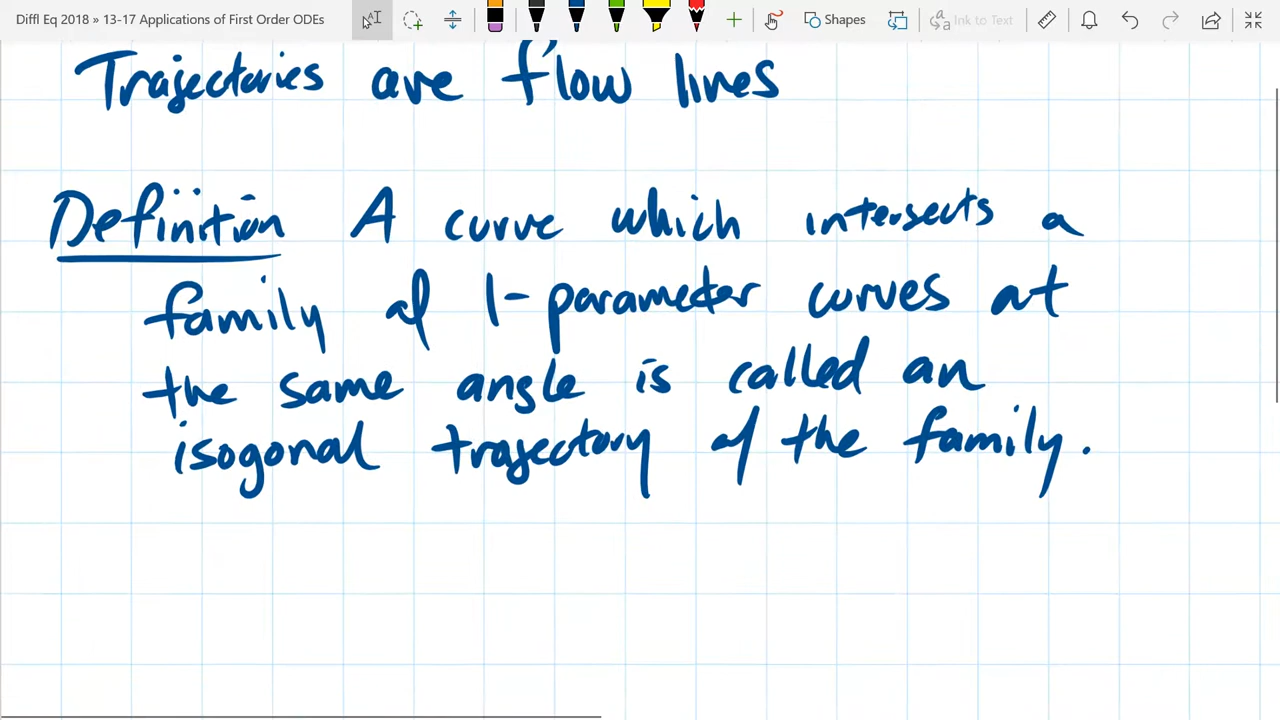 Diffl Eq 2018 » 13-17 Applications of First Order ODEs
Shapes
Ink to Text
Trajectories are flow lines
Definition A curve which intersects a
family of 1-parameter curves at
the same angle is called an
isogonal trajectory of the family.